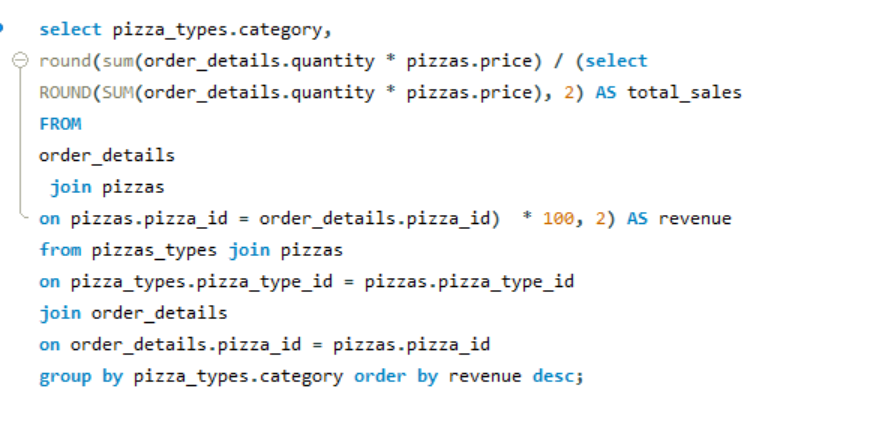 select pizza_types.category,
round(sum(order_details.quantity * pizzas.price) / (select
ROUND(SUM(order_details.quantity * pizzas.price), 2) AS total_sales
FROM
order_details
join pizzas
on pizzas.pizza_id = order_details.pizza_id)  * 100, 2) AS revenue
from pizzas_types join pizzas
on pizza_types.pizza_type_id = pizzas.pizza_type_id
join order_details
on order_details.pizza_id = pizzas.pizza_id
group by pizza_types.category order by revenue desc;